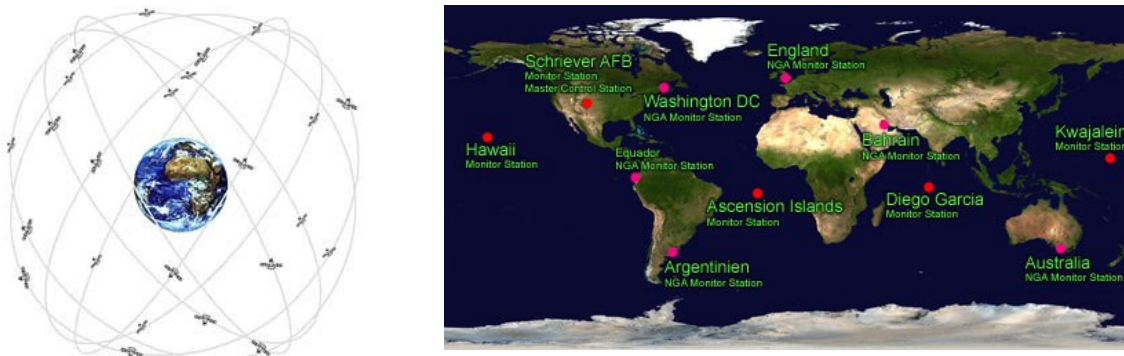 England
NGA Monitor Station
Schriever AFB
Monitor Station
Master Control Station
Washington DC
NGA Monitor Station
Hawaii
Monitor Station
Equador
NGA Monitor Station
Bahrain
NGA Monitor Station
Kwajalein
Monitor Station
Ascension Islands
Monitor Station
Diego Garcia
Monitor Station
Argentinien
NGA Monitor Station
Australia
NGA Monitor Station